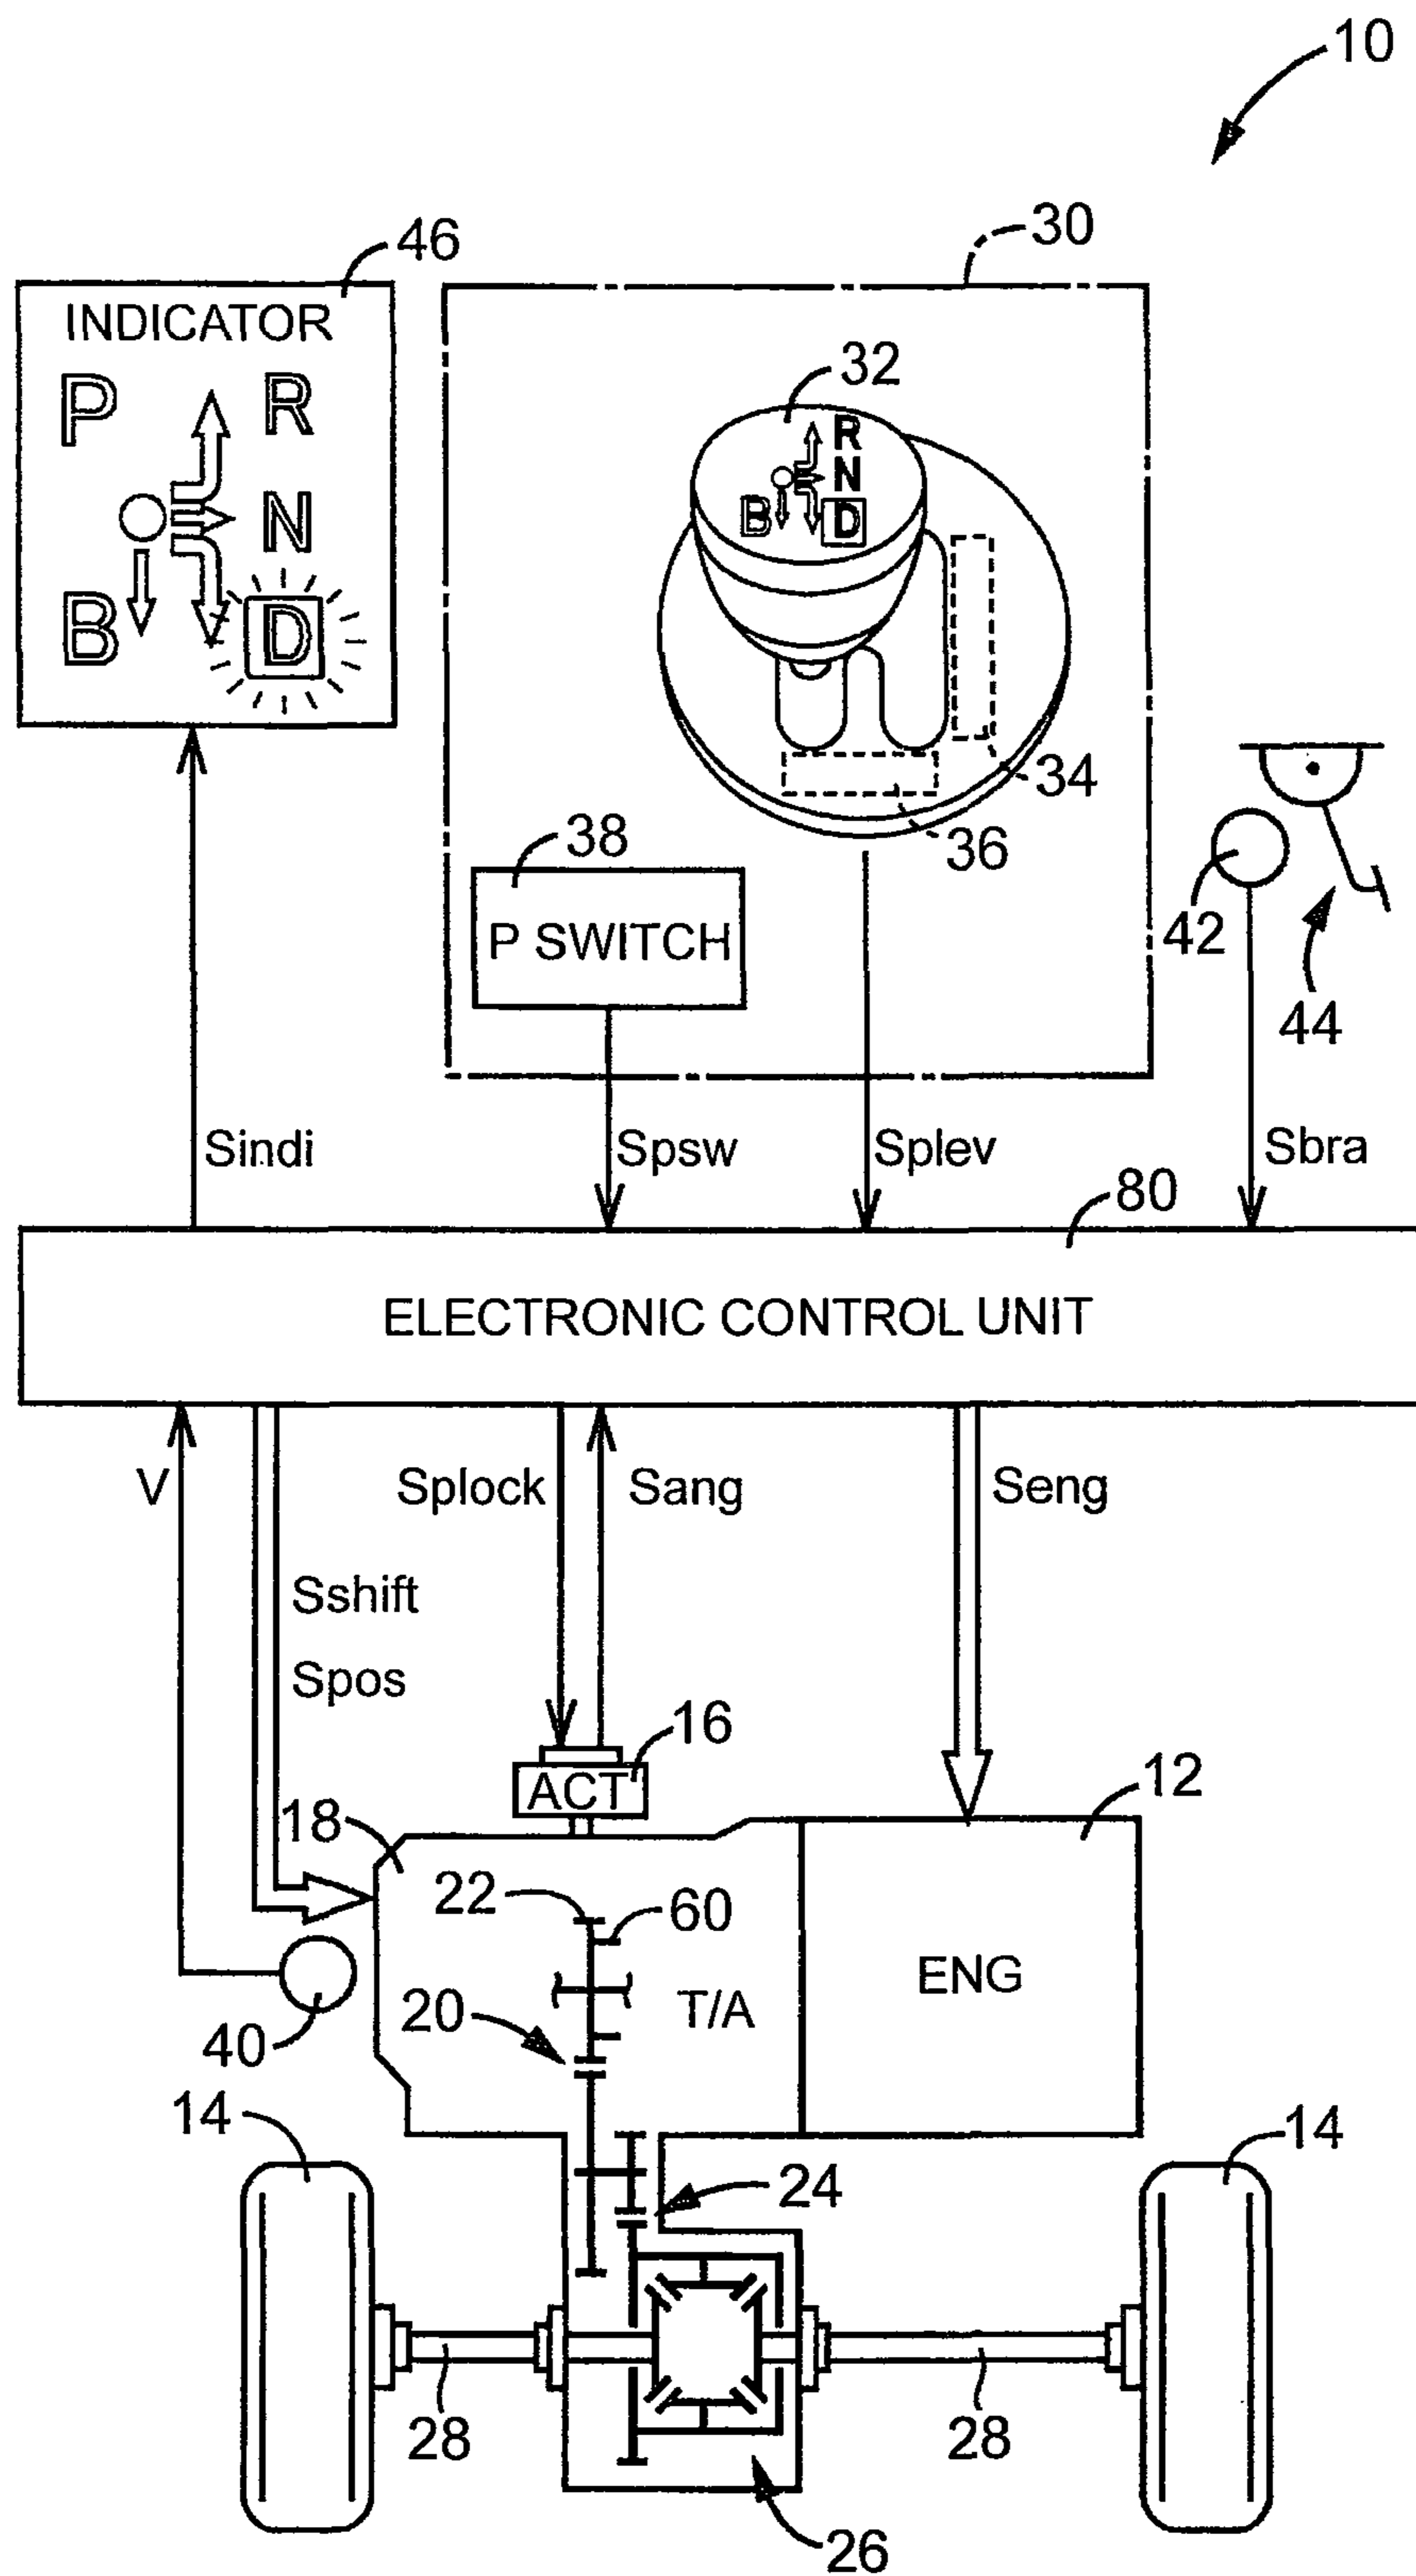 10
46
30
INDICATOR
P R
N
B D
32
R
N
B D
34
36
38
P SWITCH
42
44
Sindi
Spsw
Splev
Sbra
80
ELECTRONIC CONTROL UNIT
V
Splock
Sang
Seng
Sshift
Spos
16
ACT
12
18
22
60
ENG
T/A
20
40
14
14
24
28
28
26